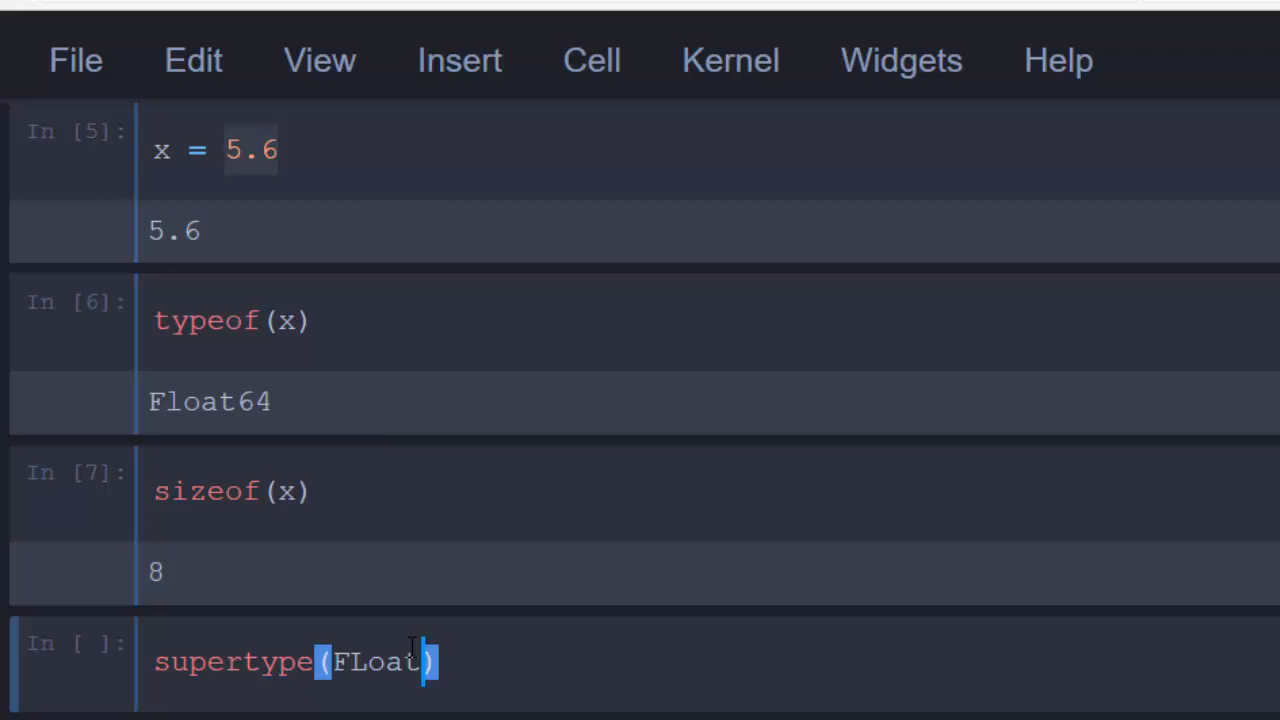 File Edit View Insert Cell Kernel Widgets Help
In [5]: x = 5.6
5.6
In [6]: typeof(x)
Float64
In [7]: sizeof(x)
8
In [ ]: supertype(FLoat)